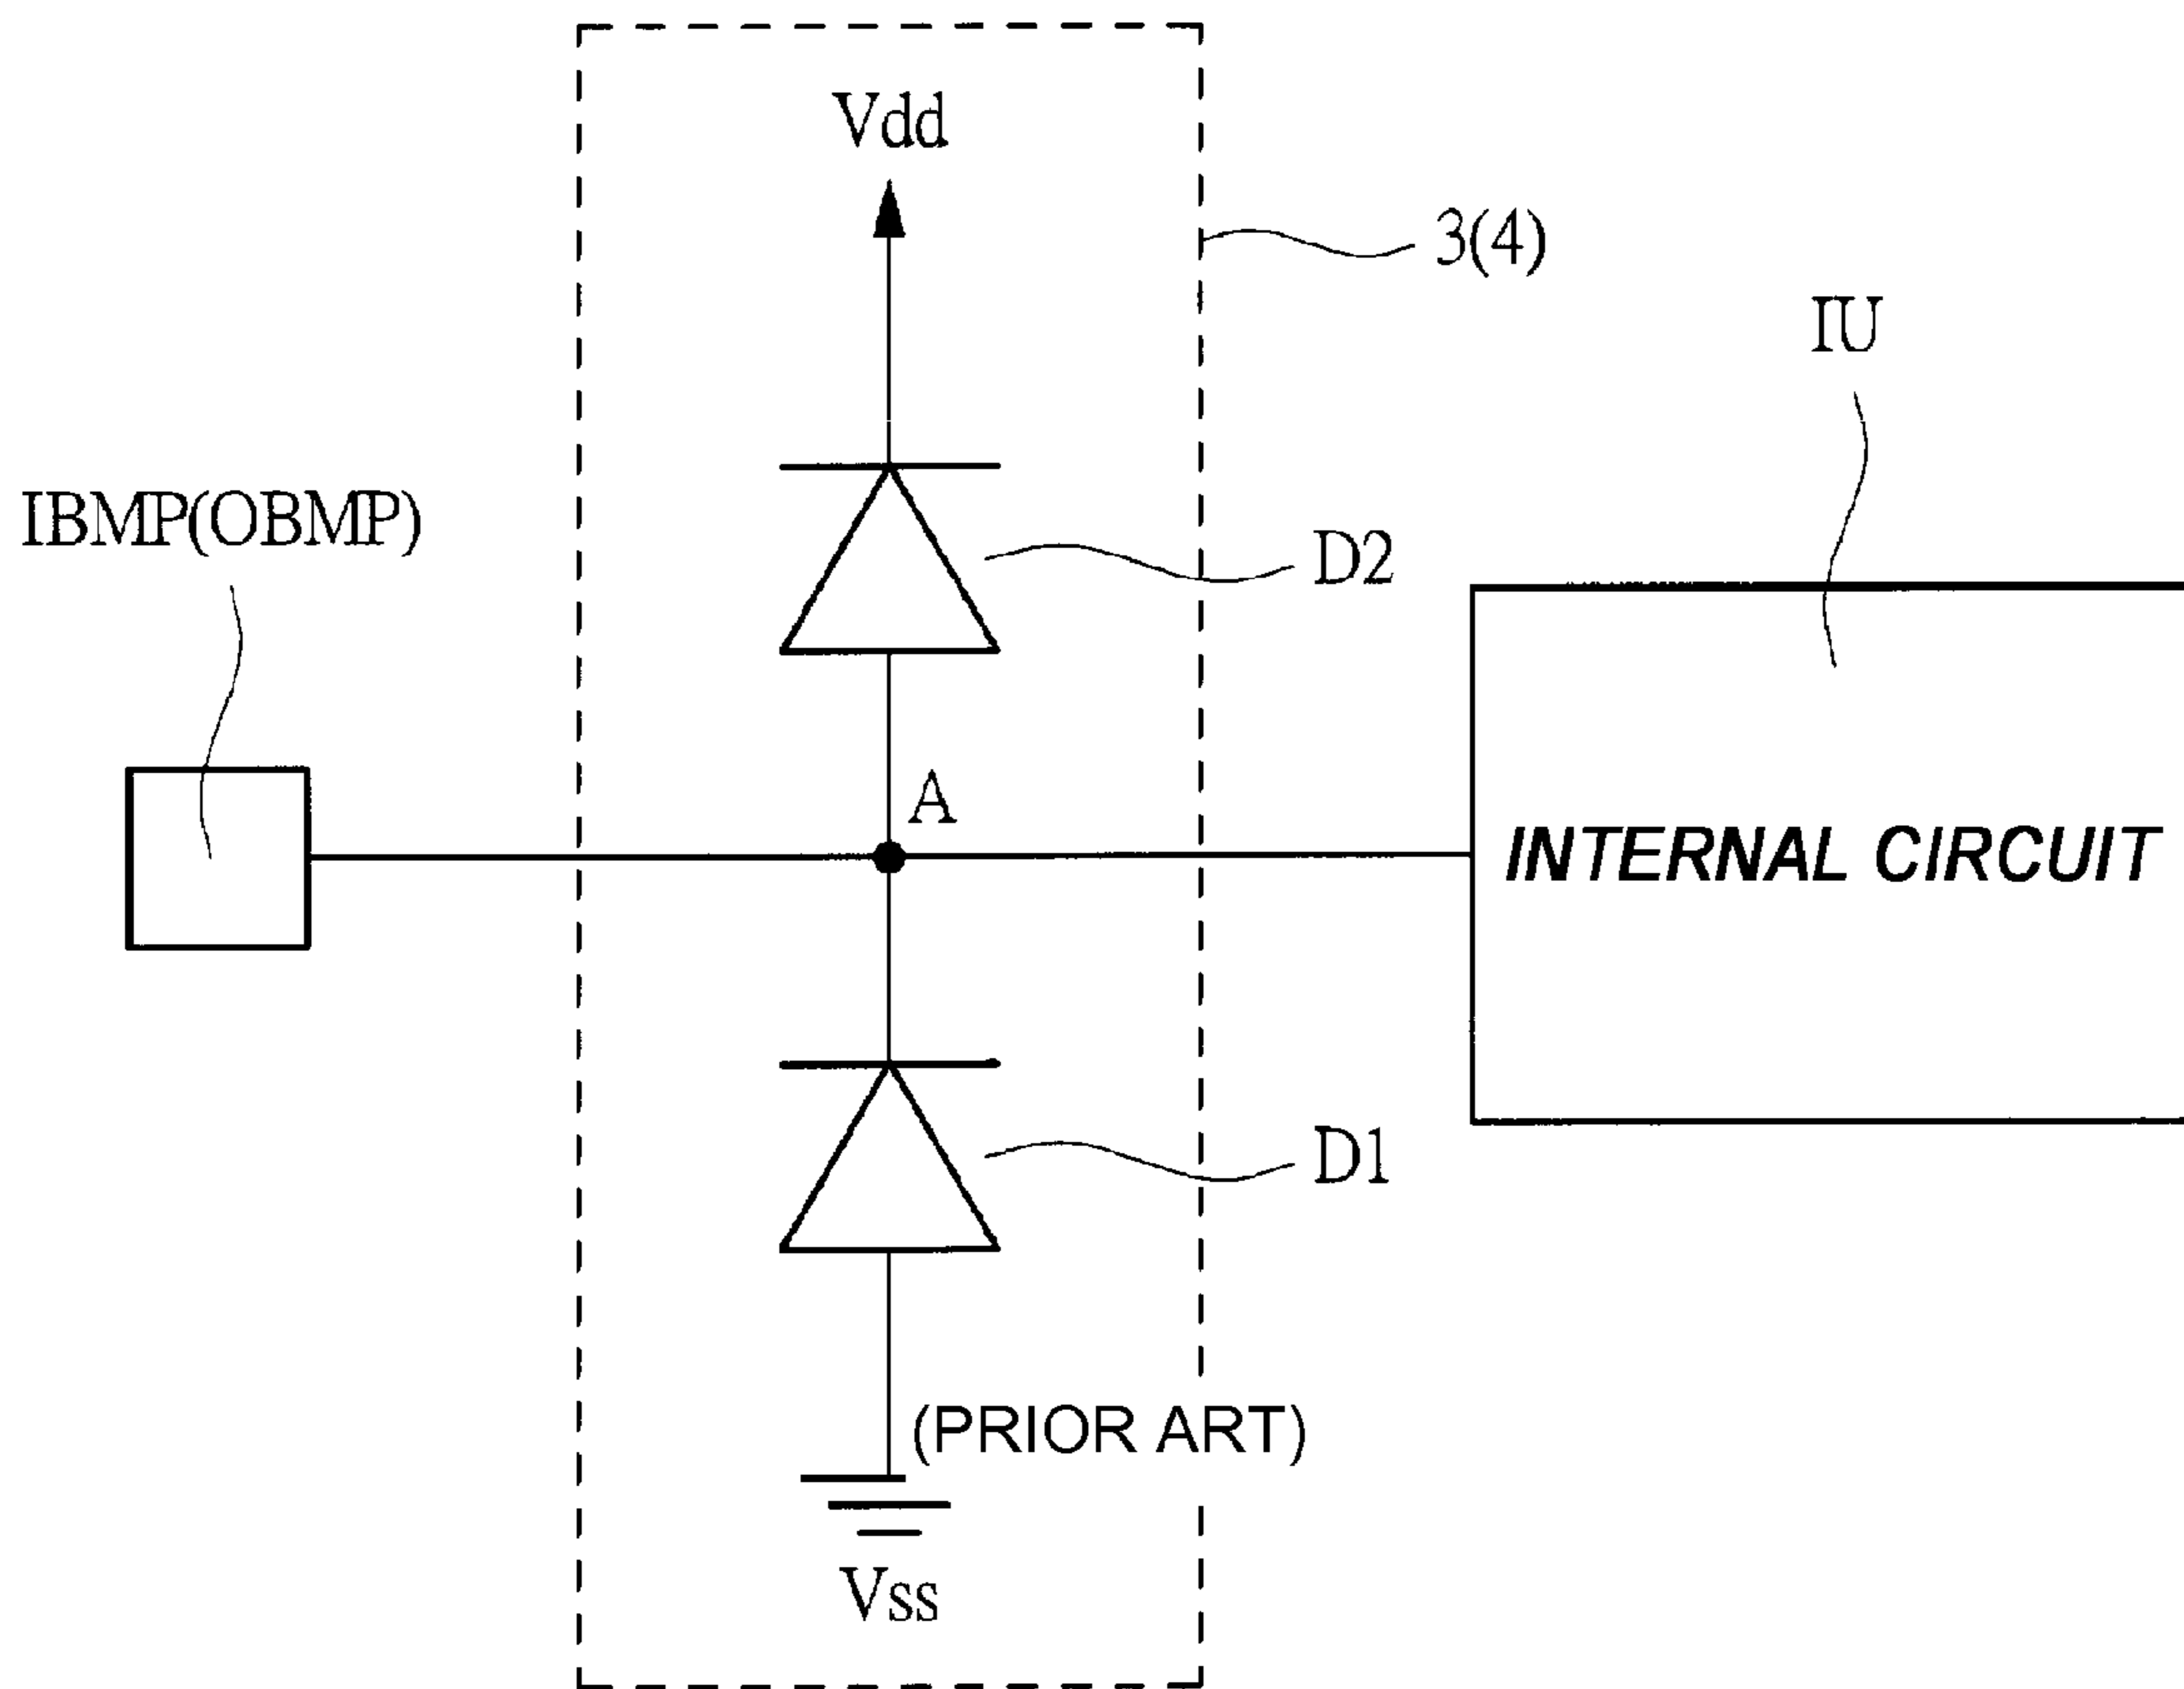 Vdd
3(4)
IU
IBMP(OBMP)
D2
A
INTERNAL CIRCUIT
D1
(PRIOR ART)
Vss